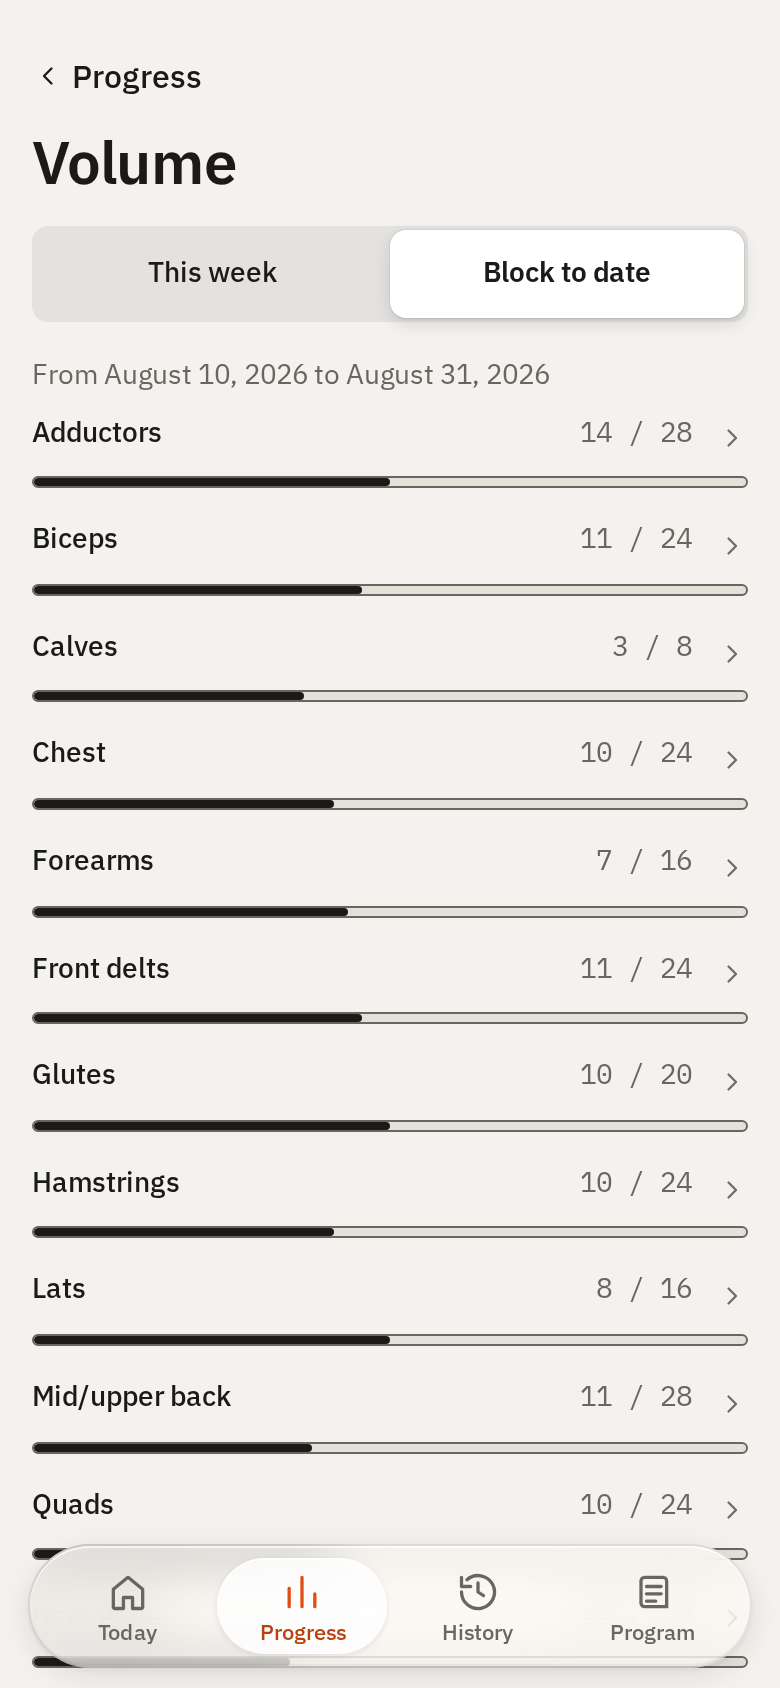 Progress
Volume
This week
Block to date
From August 10, 2026 to August 31, 2026
Adductors 14 / 28
Biceps 11 / 24
Calves 3 / 8
Chest 10 / 24
Forearms 7 / 16
Front delts 11 / 24
Glutes 10 / 20
Hamstrings 10 / 24
Lats 8 / 16
Mid/upper back 11 / 28
Quads 10 / 24
Today
Progress
History
Program